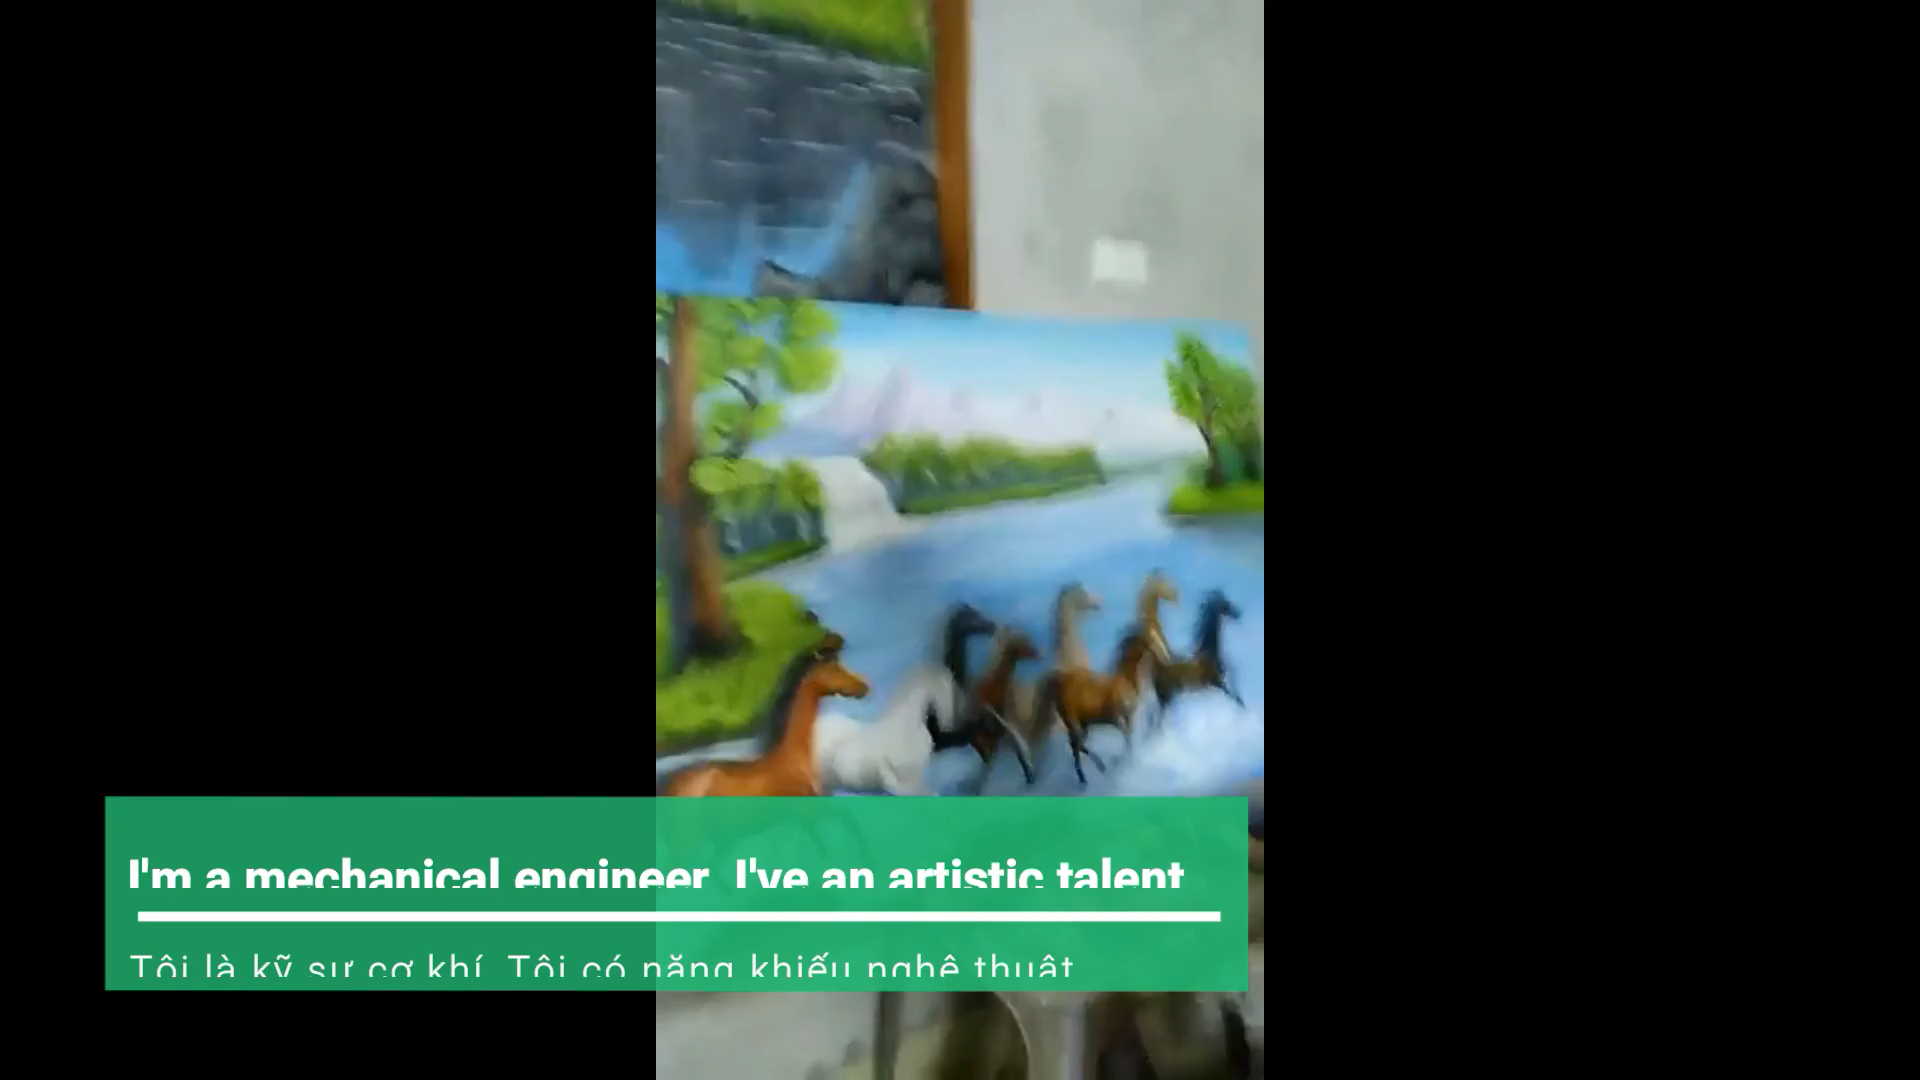 I'm a mechanical engineer I've an artistic talent
Tôi là kỹ sư cơ khí Tôi có năng khiếu nghệ thuật